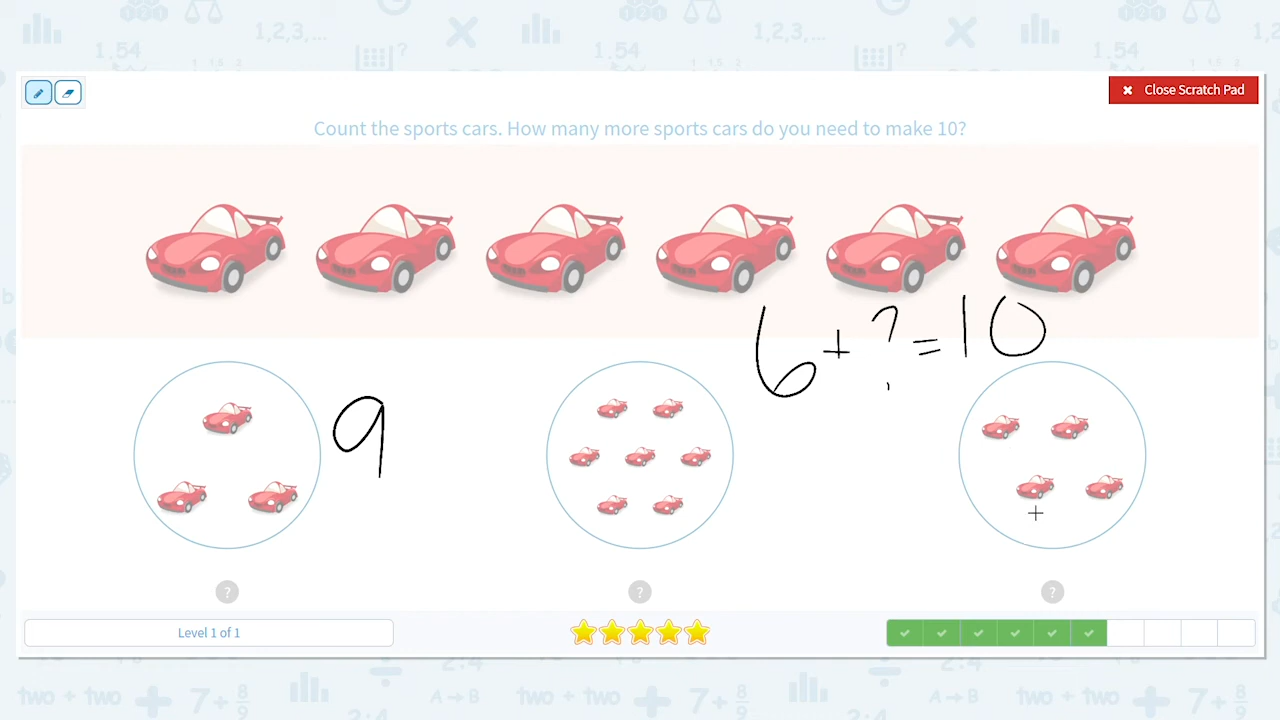 Close Scratch Pad
Count the sports cars. How many more sports cars do you need to make 10?
6 + ? = 10
9
? ? ?
Level 1 of 1